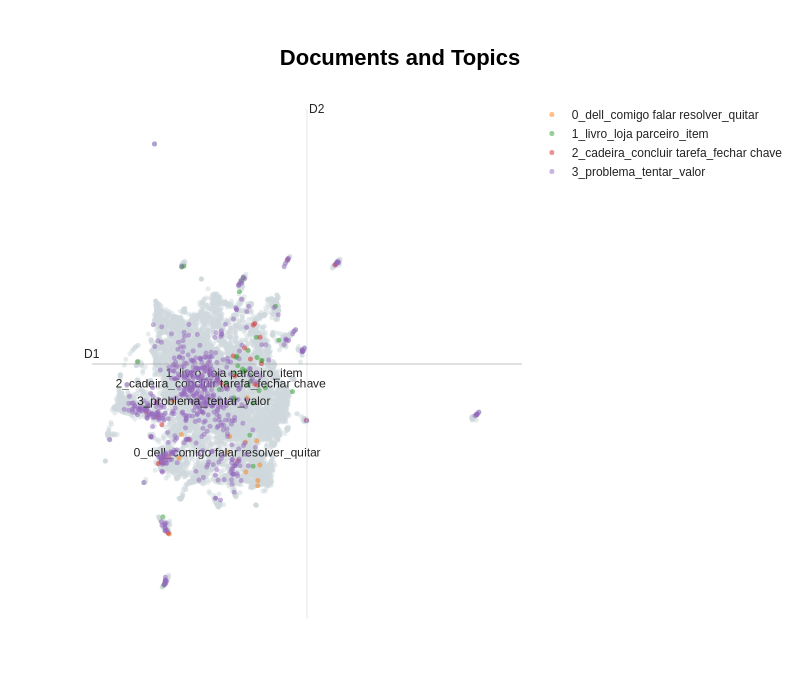 Documents and Topics
D2
0_dell_comigo falar resolver_quitar
1_livro_loja parceiro_item
2_cadeira_concluir tarefa_fechar chave
3_problema_tentar_valor
D1
1_livro_loja parceiro_item
2_cadeira_concluir tarefa_fechar chave
3_problema_tentar_valor
0_dell_comigo falar resolver_quitar